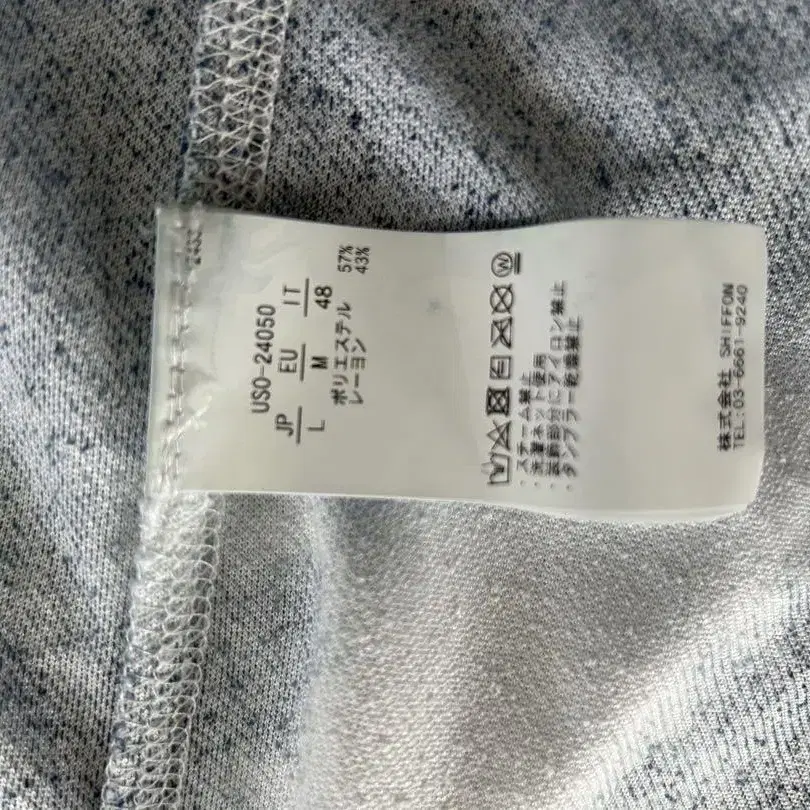 USO-24050
JP EU IT
L M 48
ポリエステル 57%
レーヨン 43%
・スチーム禁止
・洗濯ネット使用
・装飾部分にアイロン禁止
・タンブラー乾燥禁止
株式会社 SHIFFON
TEL:03-6661-9240